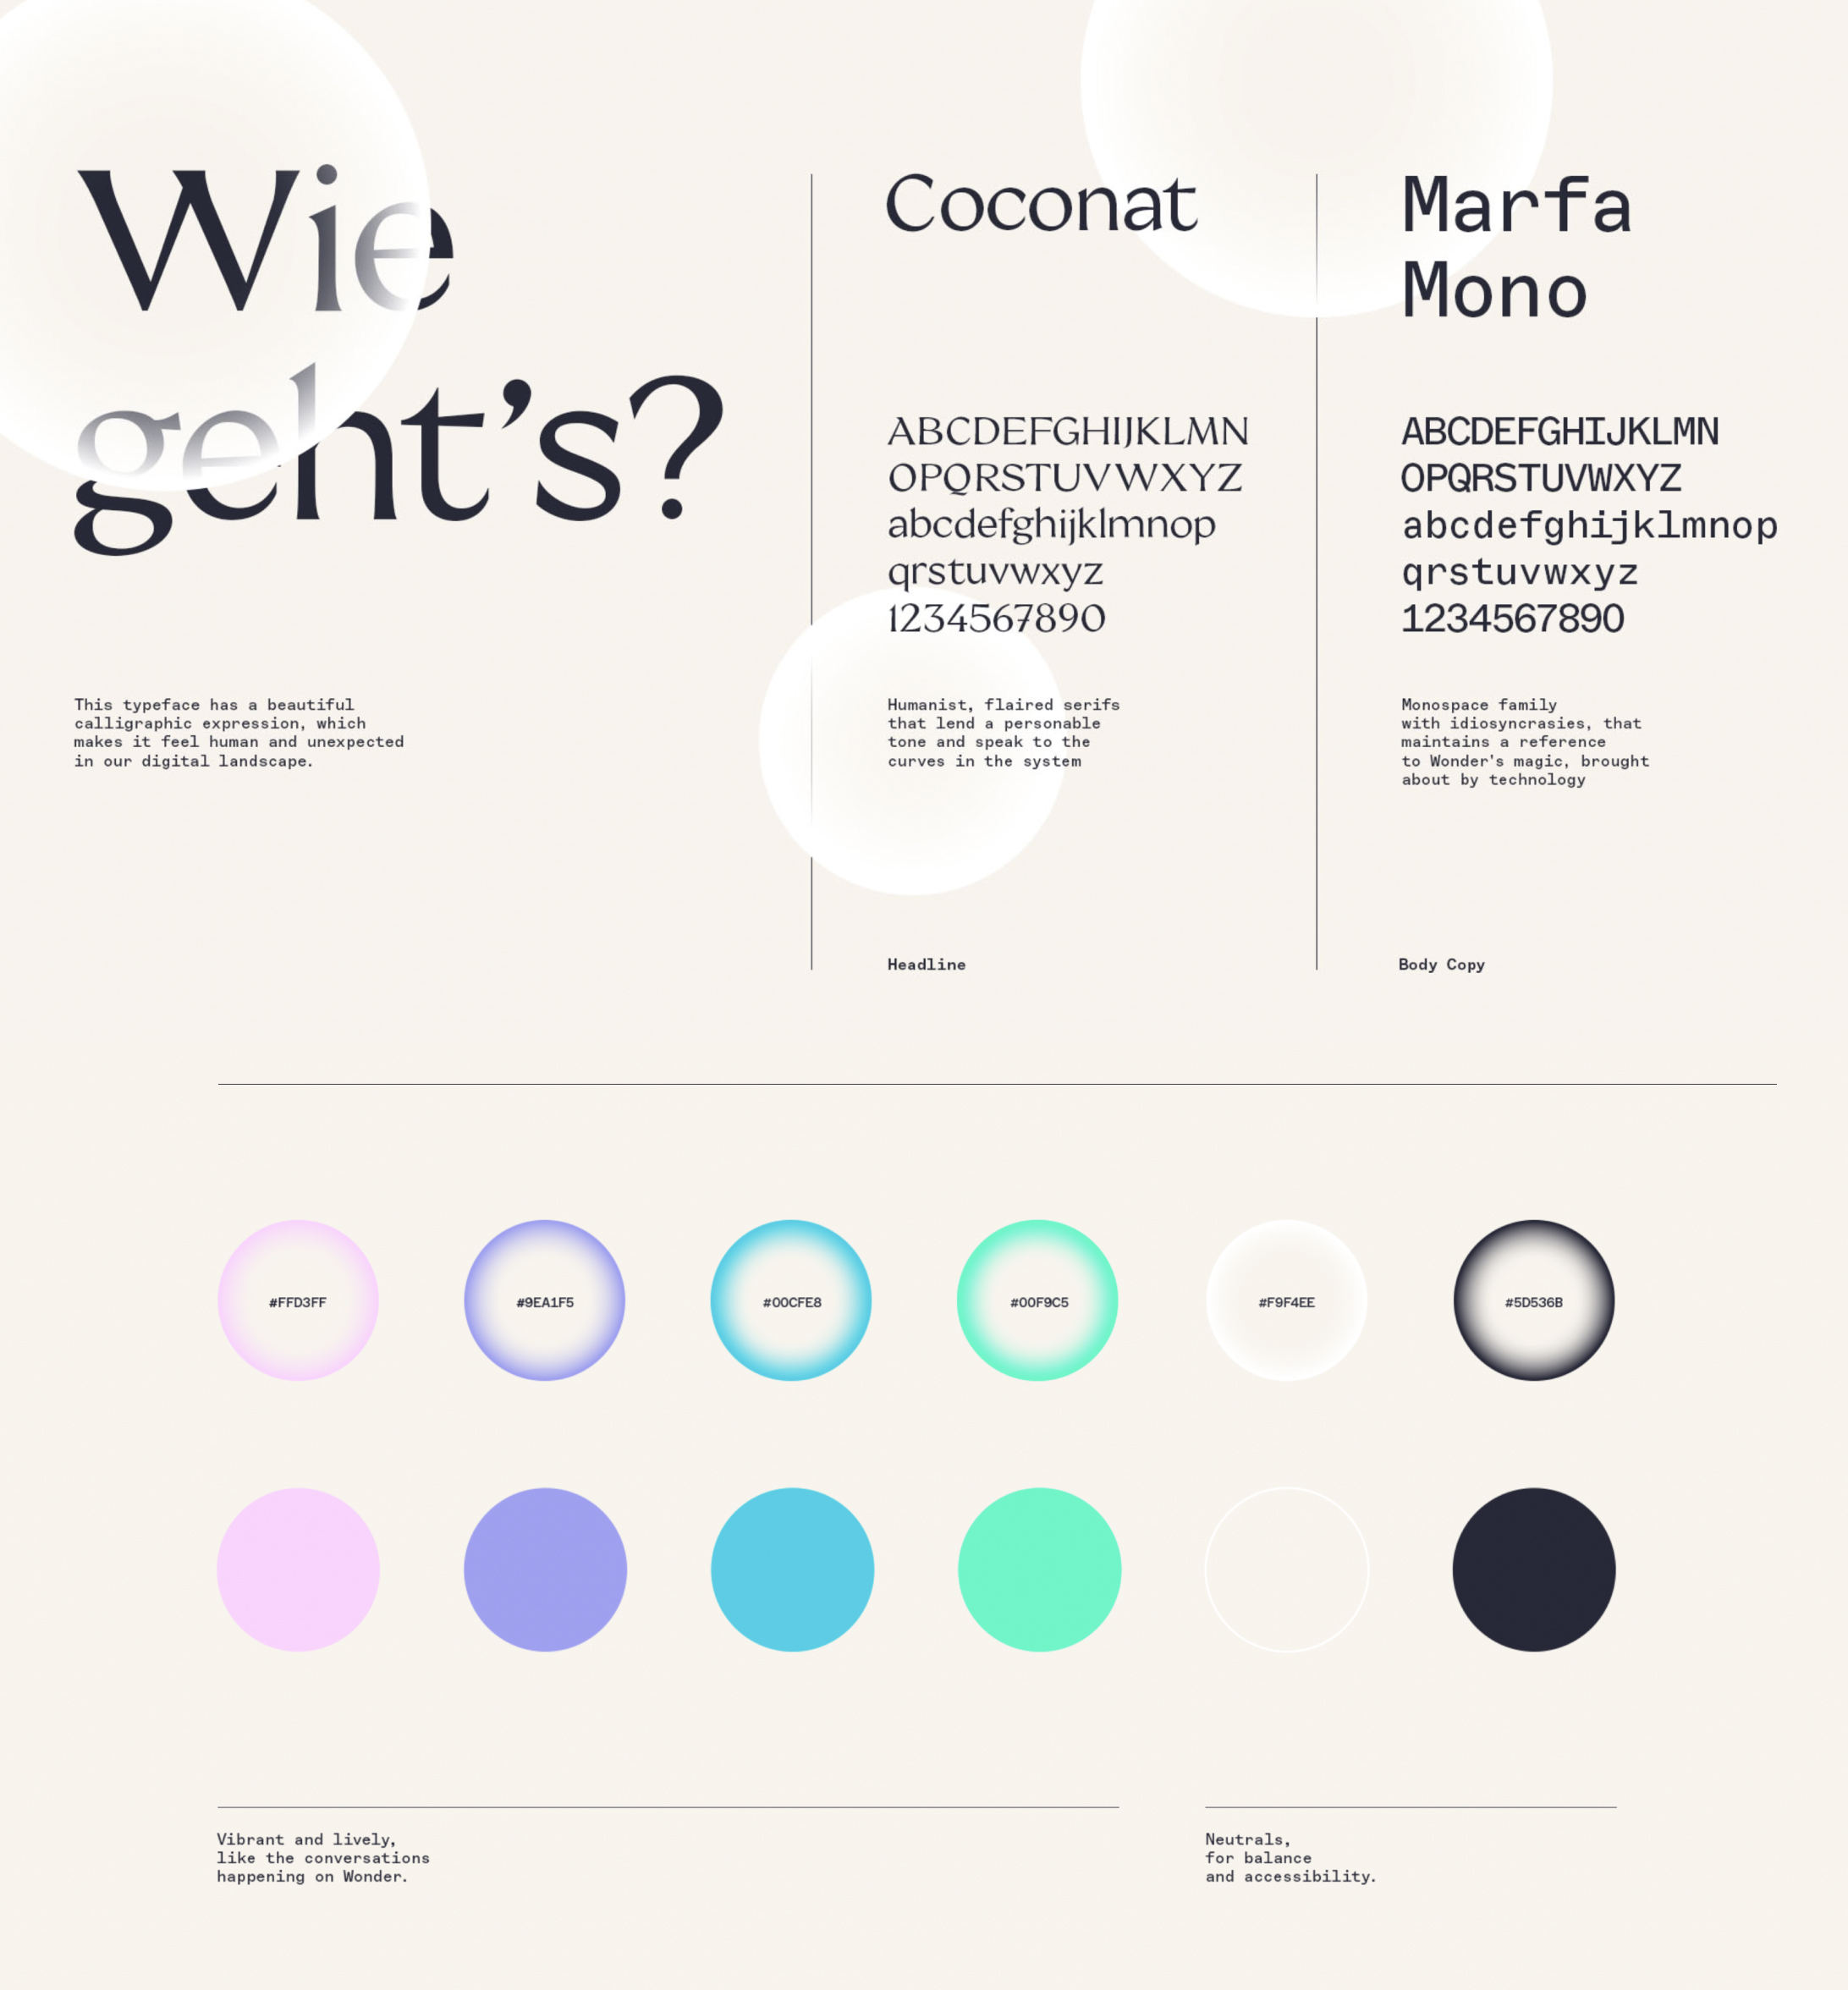 Wie
geht’s?
This typeface has a beautiful
calligraphic expression, which
makes it feel human and unexpected
in our digital landscape.
Coconat
ABCDEFGHIJKLMN
OPQRSTUVWXYZ
abcdefghijklmnop
qrstuvwxyz
1234567890
Humanist, flaired serifs
that lend a personable
tone and speak to the
curves in the system
Headline
Marfa
Mono
ABCDEFGHIJKLMN
OPQRSTUVWXYZ
abcdefghijklmnop
qrstuvwxyz
1234567890
Monospace family
with idiosyncrasies, that
maintains a reference
to Wonder's magic, brought
about by technology
Body Copy
#FFD3FF
#9EA1F5
#00CFE8
#00F9C5
#F9F4EE
#5D536B
Vibrant and lively,
like the conversations
happening on Wonder.
Neutrals,
for balance
and accessibility.